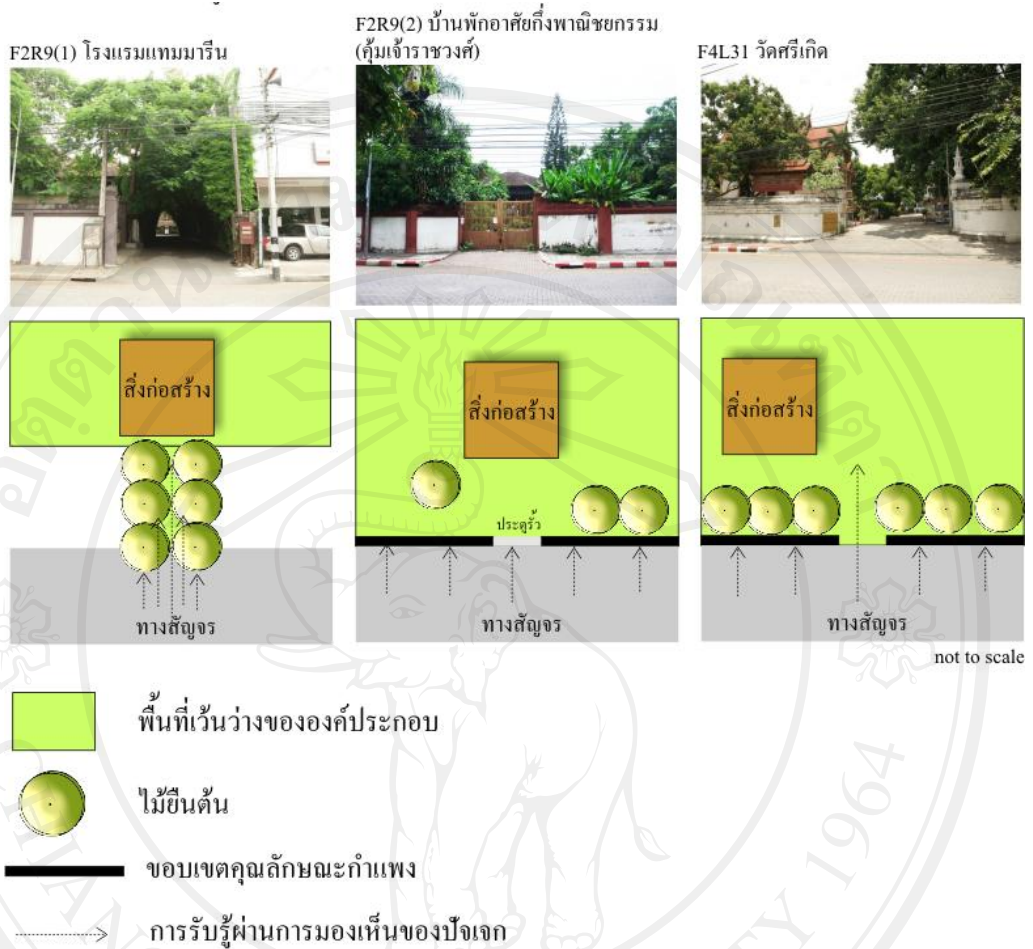 F2R9(1) โรงแรมแทมมารีน
F2R9(2) บ้านพักอาศัยกึ่งพาณิชยกรรม
(คุ้มเจ้าราชวงศ์)
F4L31 วัดศรีเกิด
สิ่งก่อสร้าง
สิ่งก่อสร้าง
สิ่งก่อสร้าง
ประตูรั้ว
ทางสัญจร
ทางสัญจร
ทางสัญจร
not to scale
พื้นที่เว้นว่างขององค์ประกอบ
ไม้ยืนต้น
ขอบเขตคุณลักษณะกำแพง
การรับรู้ผ่านการมองเห็นของปัจเจก